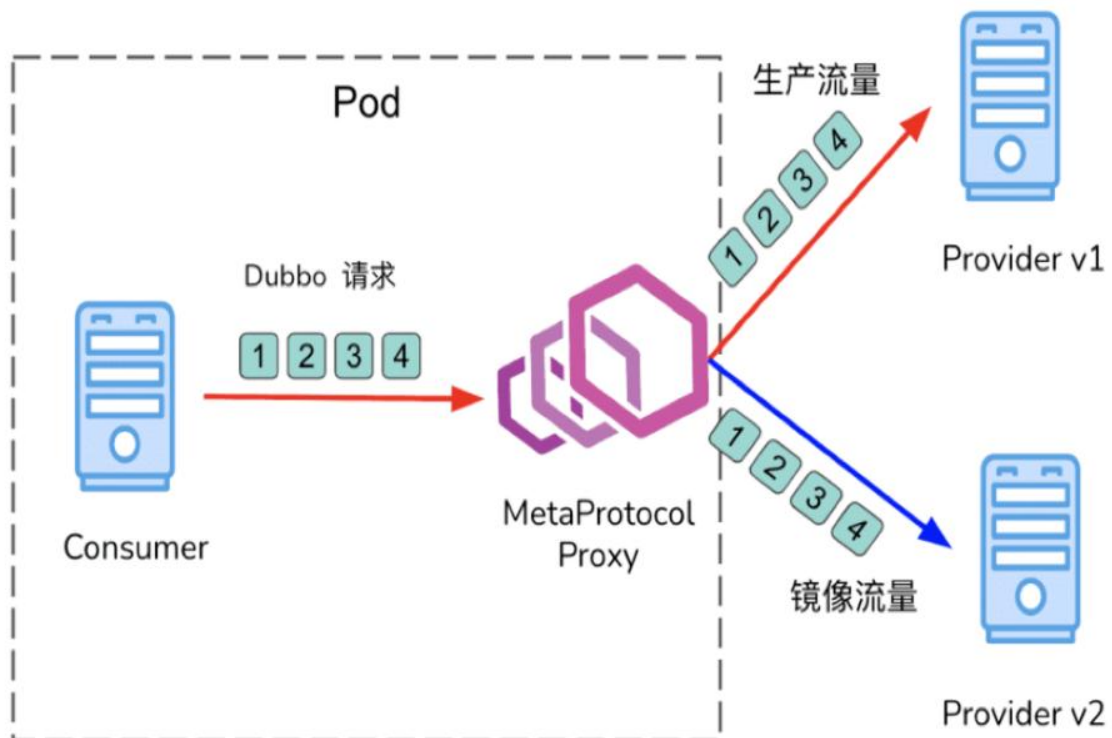 Pod
生产流量
1 2 3 4
Provider v1
Dubbo 请求
1 2 3 4
MetaProtocol
Proxy
Consumer
1 2 3 4
镜像流量
Provider v2